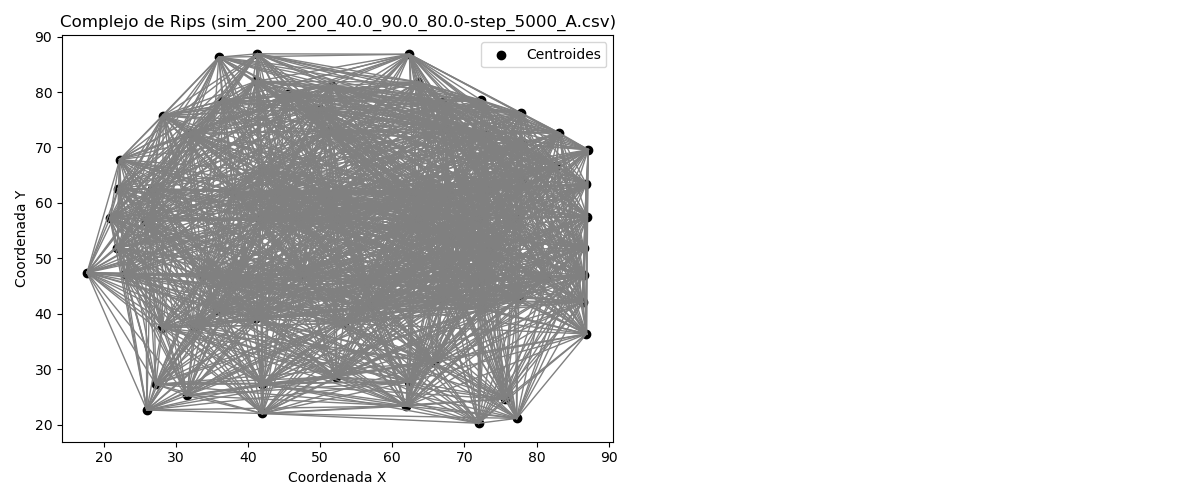 Complejo de Rips (sim_200_200_40.0_90.0_80.0-step_5000_A.csv)
Centroides
Coordenada Y
90
80
70
60
50
40
30
20
20 30 40 50 60 70 80 90
Coordenada X